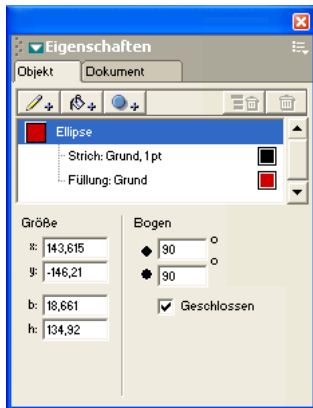 Eigenschaften
Objekt Dokument
Ellipse
Strich: Grund, 1 pt
Füllung: Grund
Größe Bogen
x: 143,615 90 °
y: -146,21 90 °
b: 18,661 Geschlossen
h: 134,92